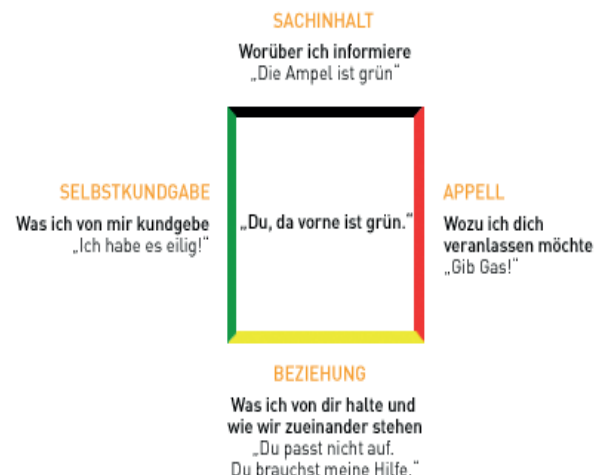 SACHINHALT
Worüber ich informiere
„Die Ampel ist grün“
SELBSTKUNDGABE
Was ich von mir kundgebe
„Ich habe es eilig!“
„Du, da vorne ist grün.“
APPELL
Wozu ich dich
veranlassen möchte
„Gib Gas!“
BEZIEHUNG
Was ich von dir halte und
wie wir zueinander stehen
„Du passt nicht auf.
Du brauchst meine Hilfe.“